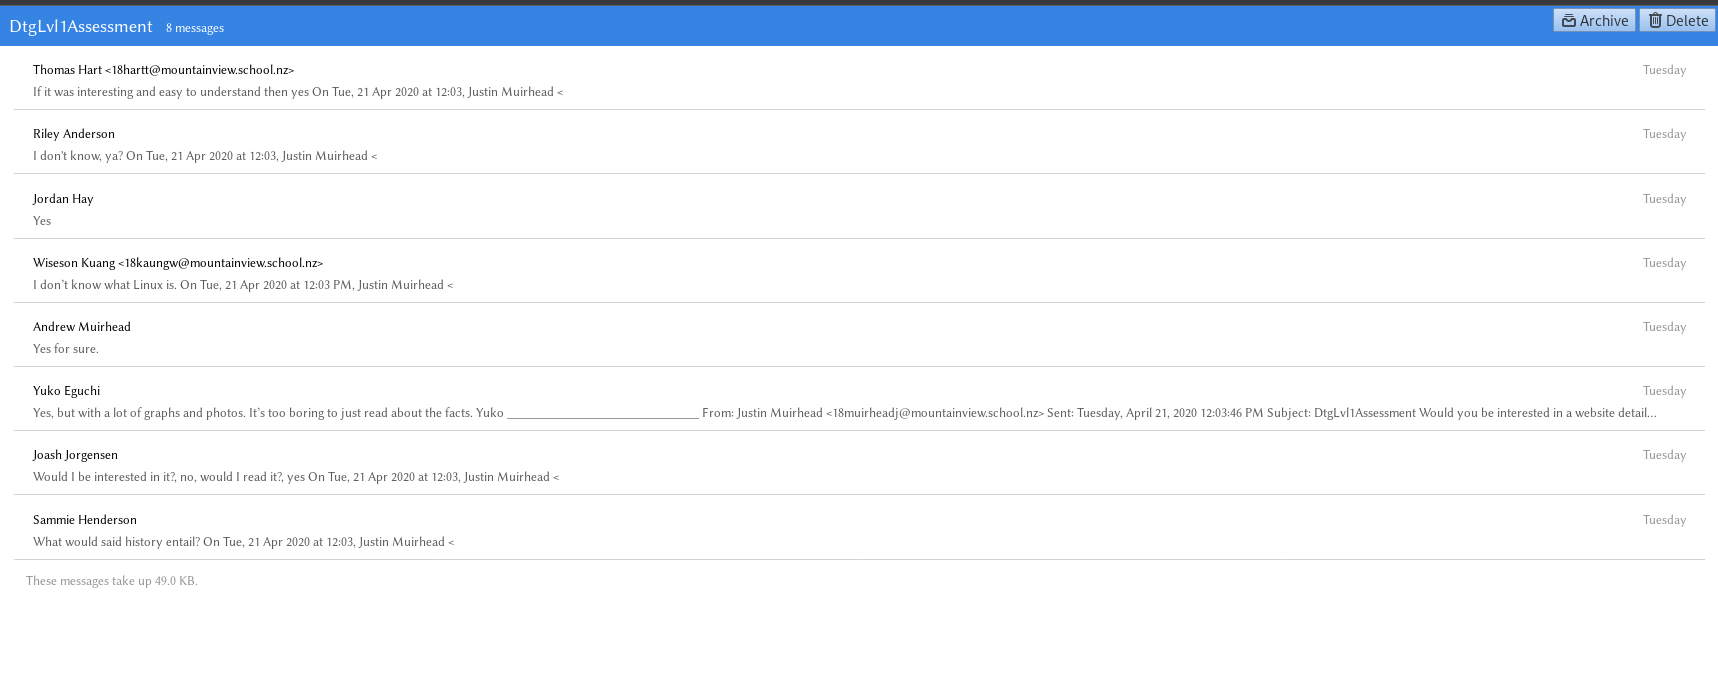 DtgLvl1Assessment 8 messages Archive Delete
Thomas Hart <18hartt@mountainview.school.nz> Tuesday
If it was interesting and easy to understand then yes On Tue, 21 Apr 2020 at 12:03, Justin Muirhead <
Riley Anderson Tuesday
I don't know, ya? On Tue, 21 Apr 2020 at 12:03, Justin Muirhead <
Jordan Hay Tuesday
Yes
Wiseson Kuang <18kaungw@mountainview.school.nz> Tuesday
I don't know what Linux is. On Tue, 21 Apr 2020 at 12:03 PM, Justin Muirhead <
Andrew Muirhead Tuesday
Yes for sure.
Yuko Eguchi Tuesday
Yes, but with a lot of graphs and photos. It's too boring to just read about the facts. Yuko ________________________________ From: Justin Muirhead <18muirheadj@mountainview.school.nz> Sent: Tuesday, April 21, 2020 12:03:46 PM Subject: DtgLvl1Assessment Would you be interested in a website detail...
Joash Jorgensen Tuesday
Would I be interested in it?, no, would I read it?, yes On Tue, 21 Apr 2020 at 12:03, Justin Muirhead <
Sammie Henderson Tuesday
What would said history entail? On Tue, 21 Apr 2020 at 12:03, Justin Muirhead <
These messages take up 49.0 KB.